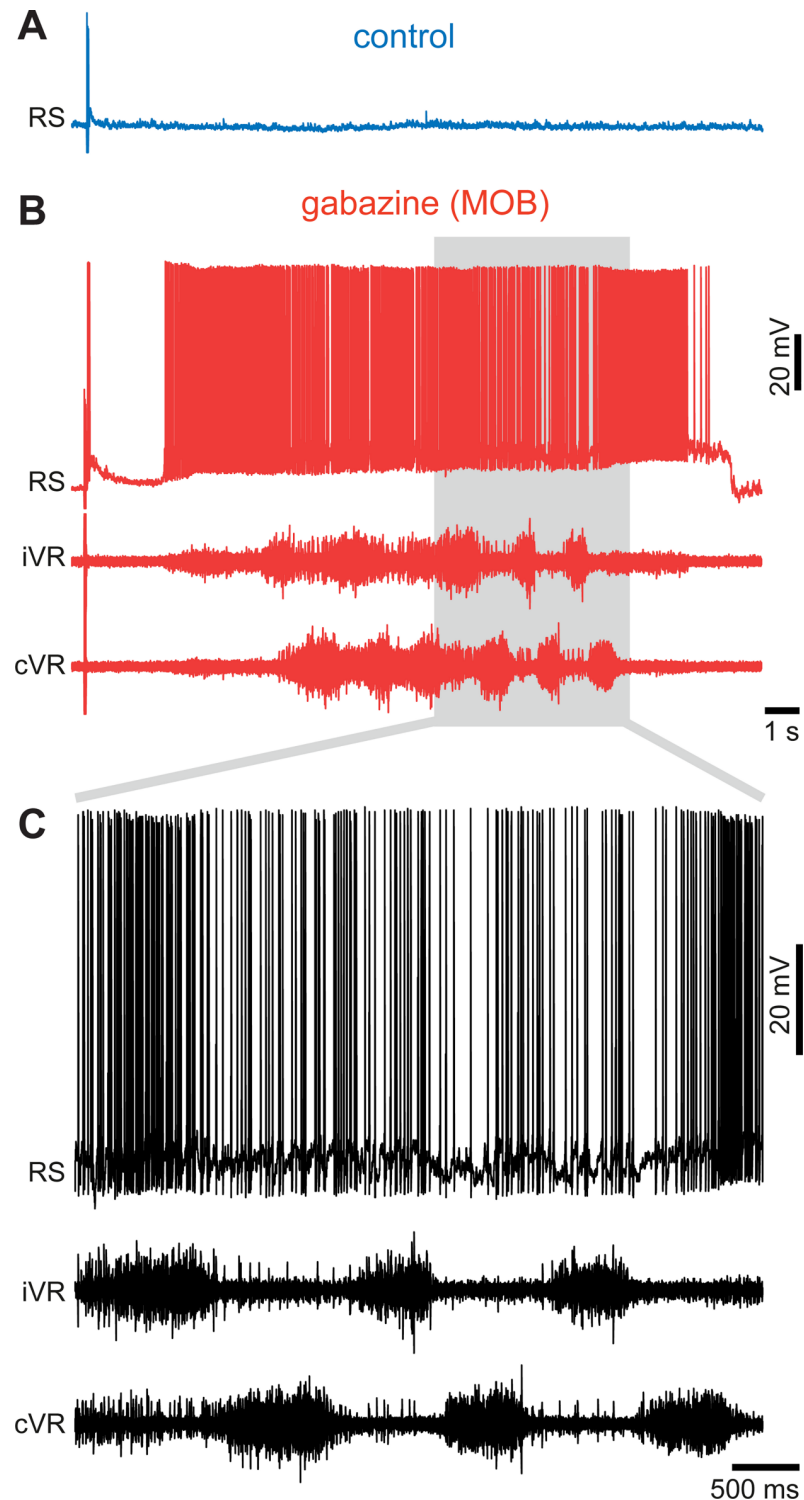 A
control
RS
B
gabazine (MOB)
20 mV
RS
iVR
cVR
1 s
C
20 mV
RS
iVR
cVR
500 ms